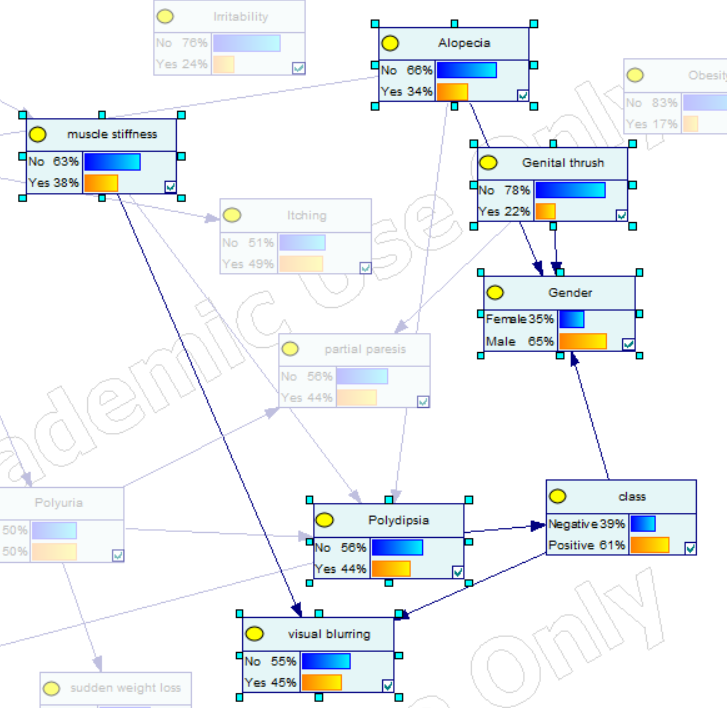 Irritability
No 76%
Yes 24%
Alopecia
No 66%
Yes 34%
Obesity
No 83%
Yes 17%
muscle stiffness
No 63%
Yes 38%
Genital thrush
No 78%
Yes 22%
Itching
No 51%
Yes 49%
Gender
Female 35%
Male 65%
partial paresis
No 56%
Yes 44%
Polyuria
50%
50%
class
Negative 39%
Positive 61%
Polydipsia
No 56%
Yes 44%
visual blurring
No 55%
Yes 45%
sudden weight loss
ademic Use Only
Only